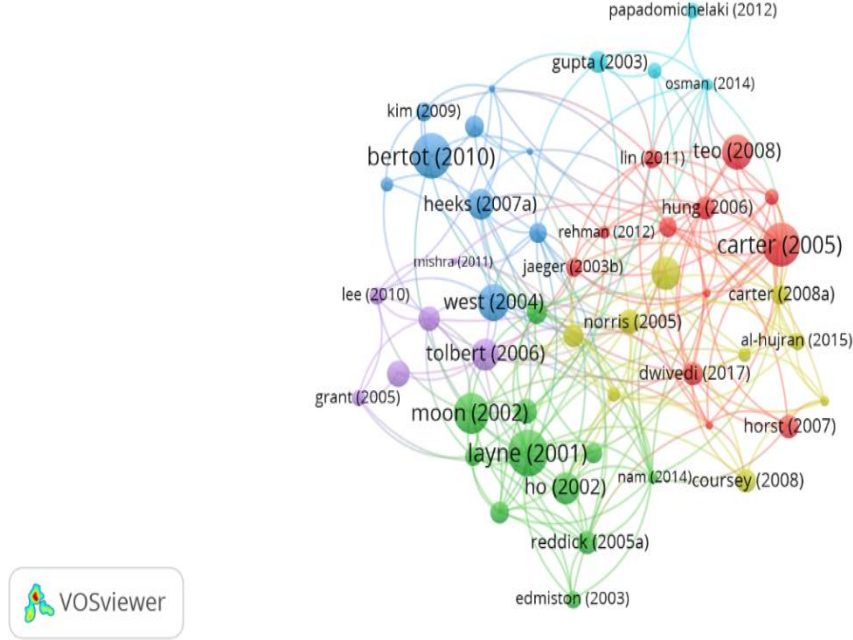 papadomichelaki (2012)
gupta (2003)
osman (2014)
kim (2009)
bertot (2010)
lin (2011)
teo (2008)
heeks (2007a)
hung (2006)
rehman (2012)
carter (2005)
mishra (2011)
jaeger (2003b)
lee (2010)
west (2004)
carter (2008a)
norris (2005)
al-hujran (2015)
tolbert (2006)
dwivedi (2017)
grant (2005)
moon (2002)
horst (2007)
layne (2001)
nam (2014)
coursey (2008)
ho (2002)
reddick (2005a)
edmiston (2003)
VOSviewer